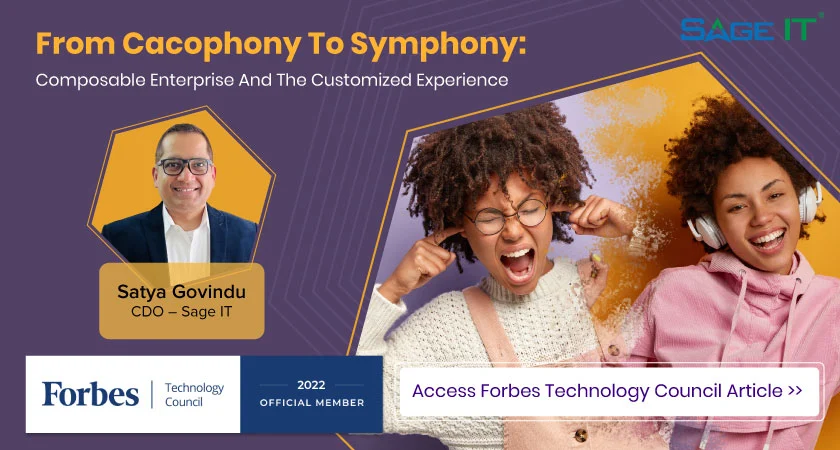 From Cacophony To Symphony:
SAGE IT®
Composable Enterprise And The Customized Experience
Satya Govindu
CDO – Sage IT
Forbes
Technology
Council
2022
OFFICIAL MEMBER
Access Forbes Technology Council Article >>